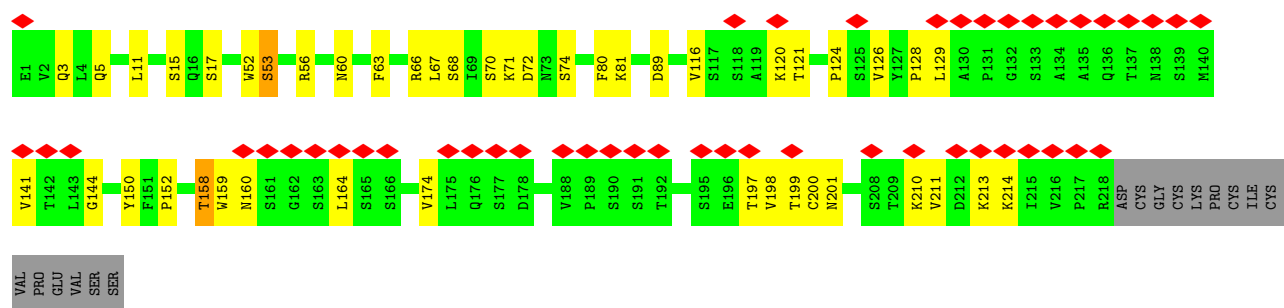 E1 V2 Q3 L4 Q5 L11 S15 Q16 S17 W52 S53 R56 N60 F63 R66 L67 S68 I69 S70 K71 D72 N73 S74 F80 K81 D89 V116 S117 S118 A119 K120 T121 P124 S125 V126 Y127 P128 L129 A130 P131 G132 S133 A134 A135 Q136 T137 N138 S139 M140
V141 T142 L143 G144 Y150 F151 P152 T158 W159 N160 S161 G162 S163 L164 S165 S166 V174 L175 Q176 S177 D178 V188 P189 S190 S191 T192 S195 E196 T197 V198 T199 C200 N201 S208 T209 K210 V211 D212 K213 K214 I215 V216 P217 R218 ASP CYS GLY CYS LYS PRO CYS ILE CYS
VAL PRO GLU VAL SER SER